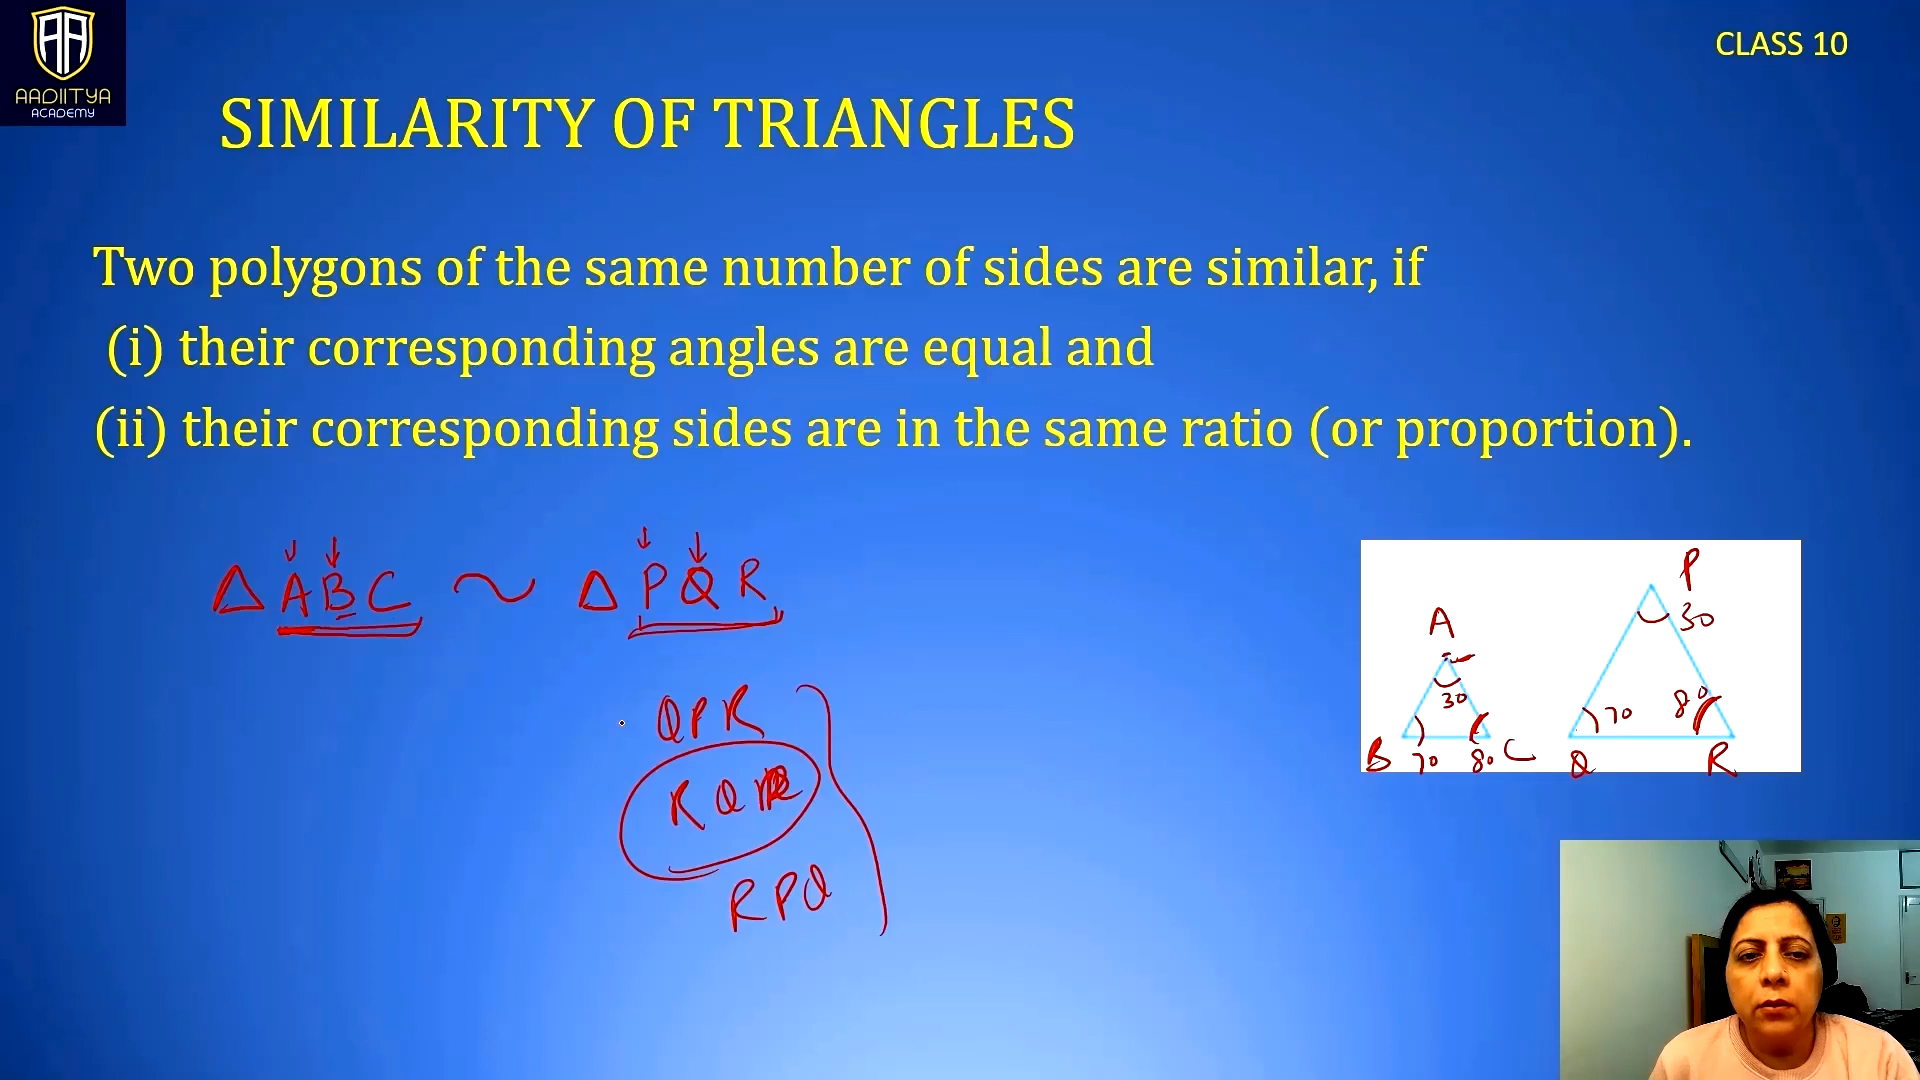 AADIITYA
ACADEMY
CLASS 10
SIMILARITY OF TRIANGLES
Two polygons of the same number of sides are similar, if
(i) their corresponding angles are equal and
(ii) their corresponding sides are in the same ratio (or proportion).
Δ ABC ~ Δ PQR
QPR
RQP
RPQ
A
30
B 70 80 C
P
30
70 80
Q R